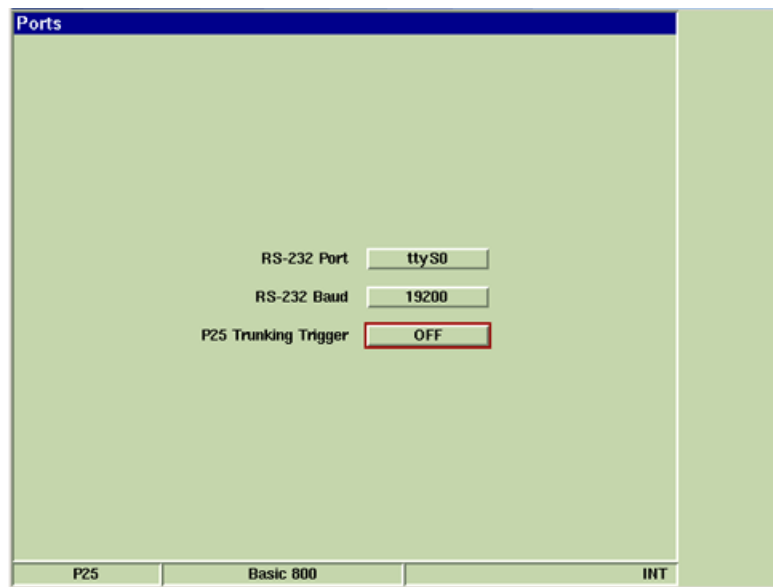 Ports
RS-232 Port ttyS0
RS-232 Baud 19200
P25 Trunking Trigger OFF
P25 Basic 800 INT